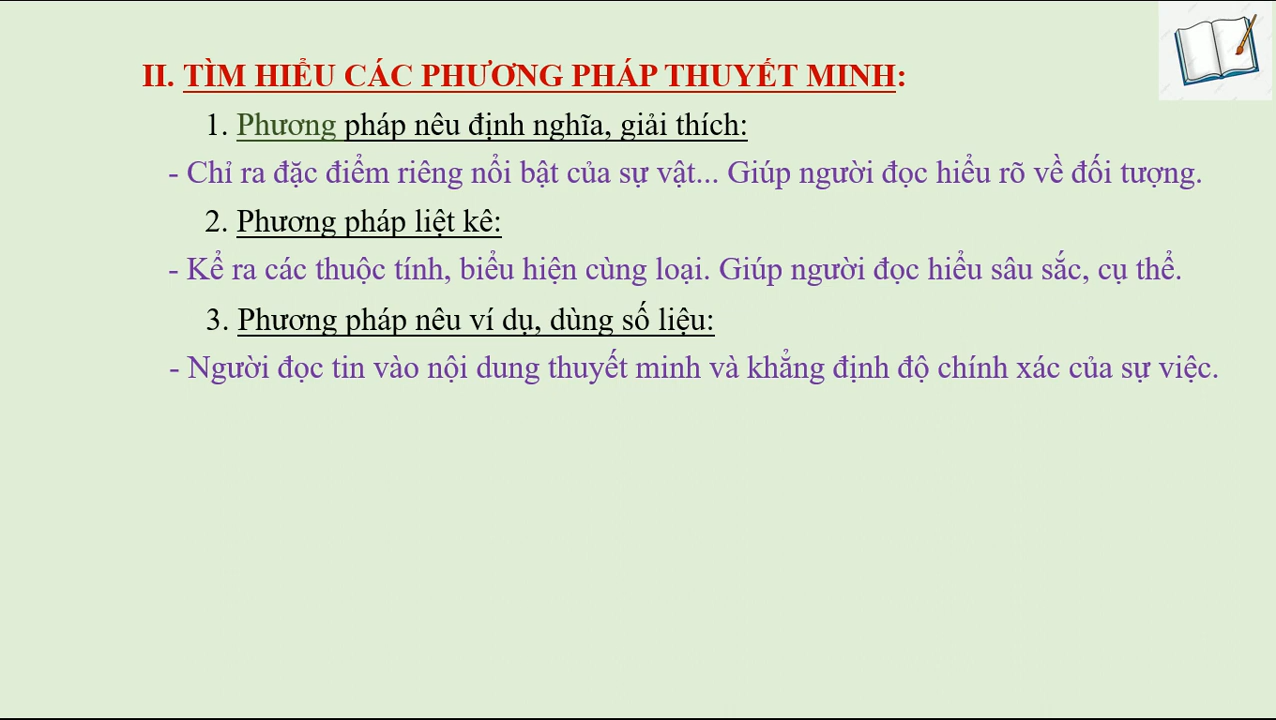 II. TÌM HIỂU CÁC PHƯƠNG PHÁP THUYẾT MINH:
1. Phương pháp nêu định nghĩa, giải thích:
- Chỉ ra đặc điểm riêng nổi bật của sự vật... Giúp người đọc hiểu rõ về đối tượng.
2. Phương pháp liệt kê:
- Kể ra các thuộc tính, biểu hiện cùng loại. Giúp người đọc hiểu sâu sắc, cụ thể.
3. Phương pháp nêu ví dụ, dùng số liệu:
- Người đọc tin vào nội dung thuyết minh và khẳng định độ chính xác của sự việc.